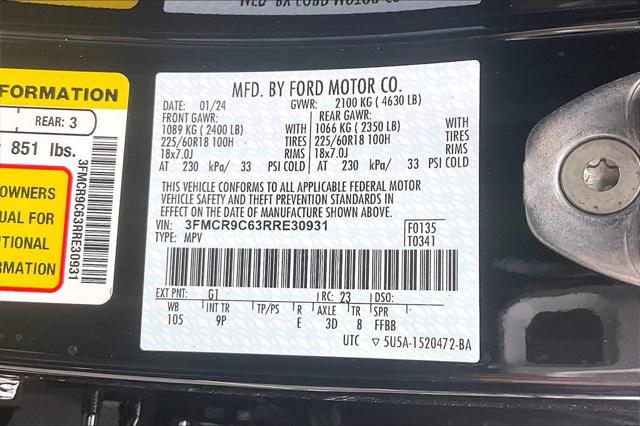 FORMATION
REAR: 3
851 lbs.
OWNERS
UAL FOR
TIONAL
RMATION
3FMCR9C63RRE30931
MFD. BY FORD MOTOR CO.
DATE: 01/24 GVWR: 2100 KG ( 4630 LB)
FRONT GAWR: REAR GAWR:
1089 KG ( 2400 LB) WITH 1066 KG ( 2350 LB) WITH
225/60R18 100H TIRES 225/60R18 100H TIRES
18x7.0J RIMS 18x7.0J RIMS
AT 230 kPa/ 33 PSI COLD AT 230 kPa/ 33 PSI COLD
THIS VEHICLE CONFORMS TO ALL APPLICABLE FEDERAL MOTOR
VEHICLE SAFETY AND THEFT PREVENTION STANDARDS IN
EFFECT ON THE DATE OF MANUFACTURE SHOWN ABOVE.
VIN: 3FMCR9C63RRE30931 F0135
TYPE: MPV T0341
EXT PNT: G1 RC: 23 DSO:
WB INT TR TP/PS R AXLE TR SPR
105 9P E 3D 8 FFBB
UTC ▽ 5U5A-1520472-BA